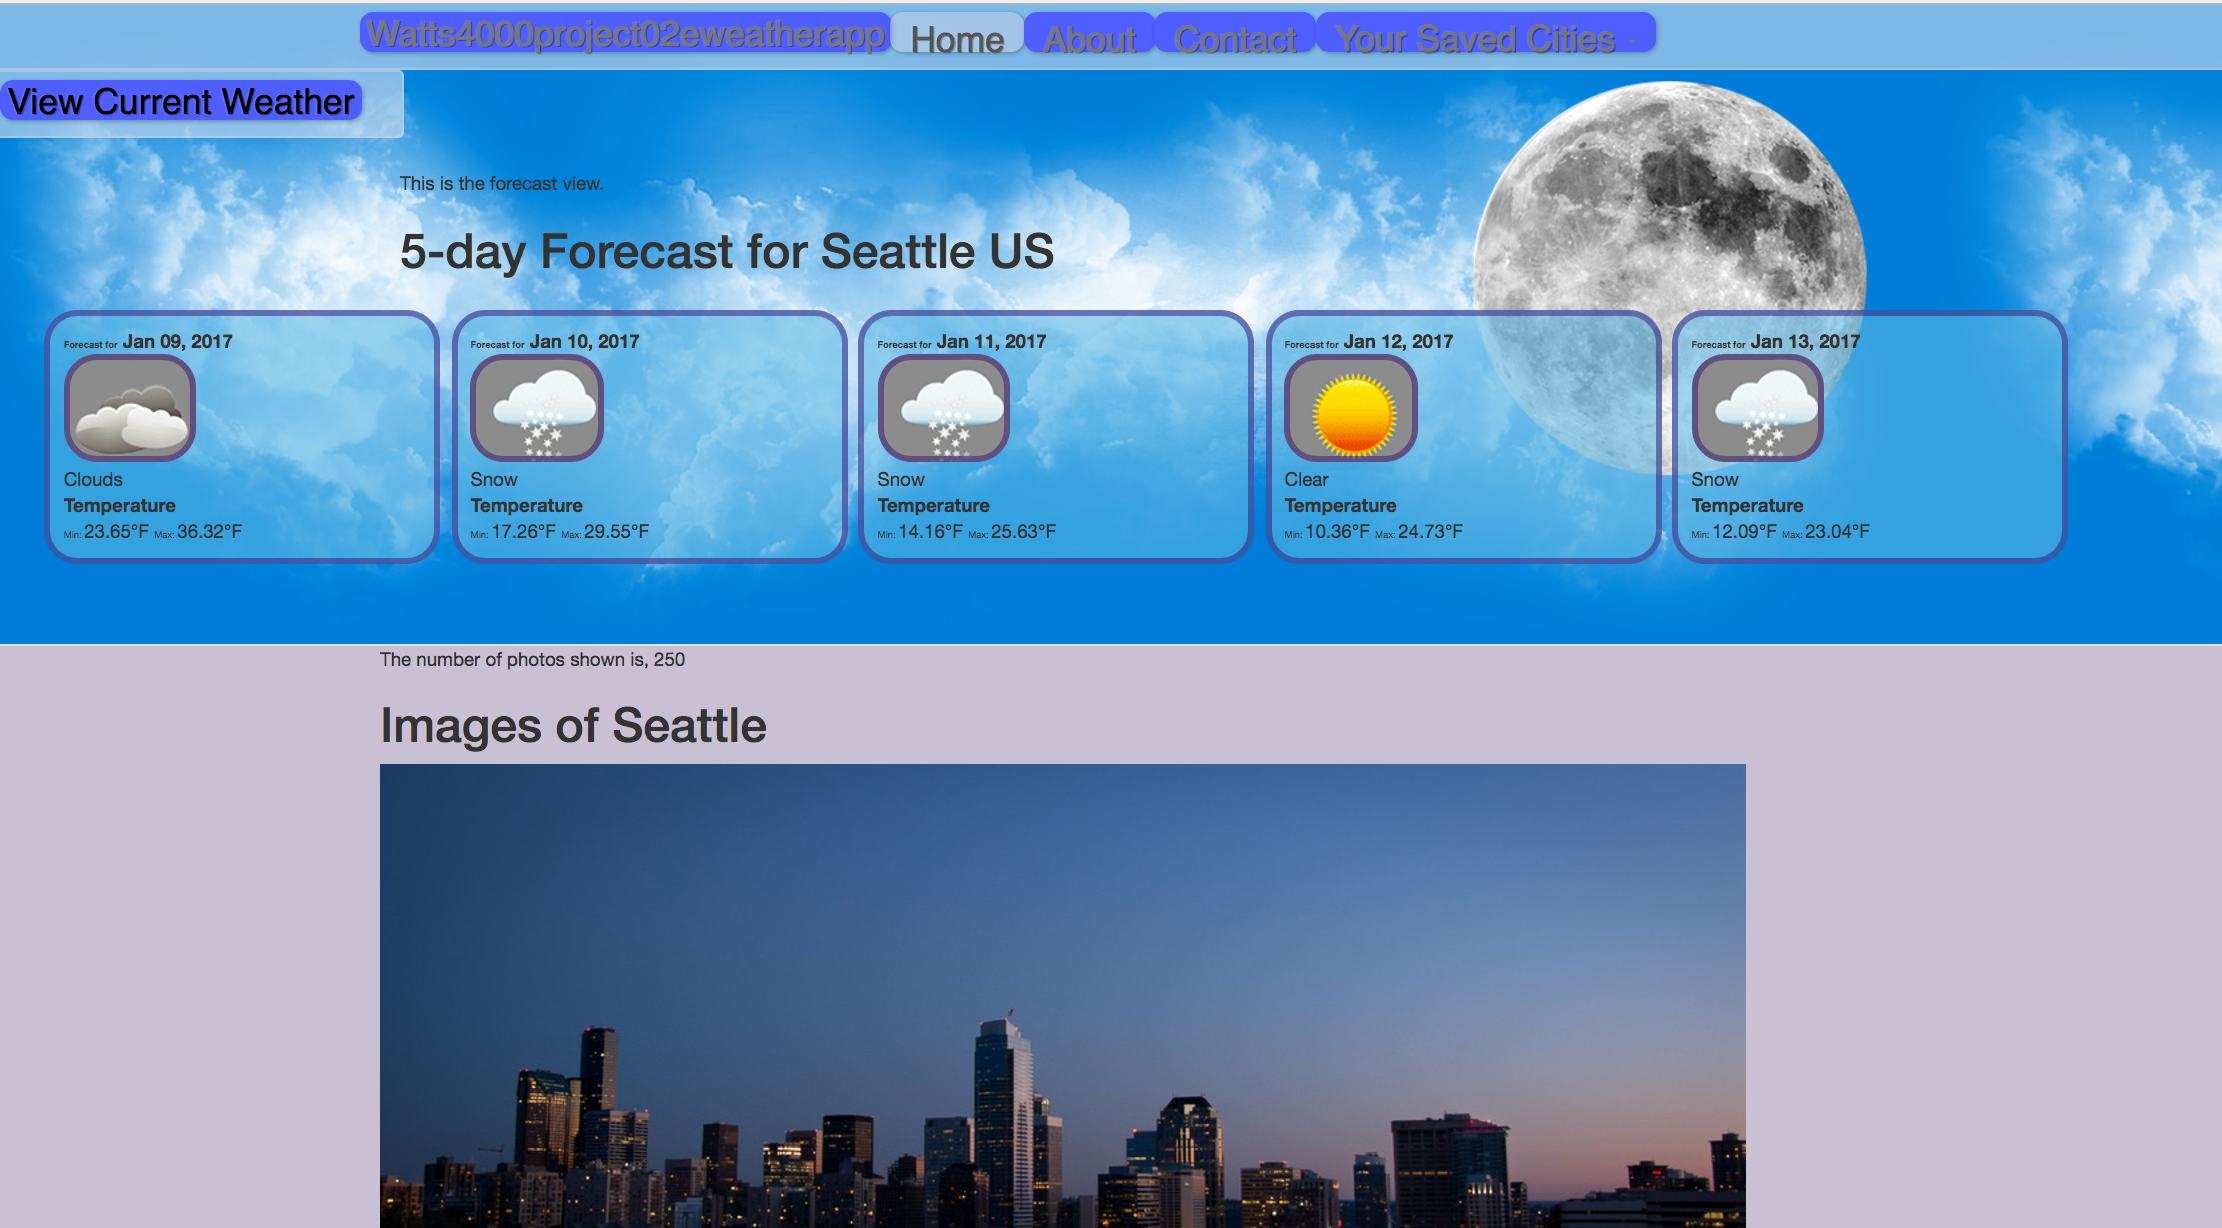 Watts4000project02eweatherapp Home About Contact Your Saved Cities -
View Current Weather
This is the forecast view.
5-day Forecast for Seattle US
Forecast for Jan 09, 2017
Clouds
Temperature
Min: 23.65°F Max: 36.32°F
Forecast for Jan 10, 2017
Snow
Temperature
Min: 17.26°F Max: 29.55°F
Forecast for Jan 11, 2017
Snow
Temperature
Min: 14.16°F Max: 25.63°F
Forecast for Jan 12, 2017
Clear
Temperature
Min: 10.36°F Max: 24.73°F
Forecast for Jan 13, 2017
Snow
Temperature
Min: 12.09°F Max: 23.04°F
The number of photos shown is, 250
Images of Seattle